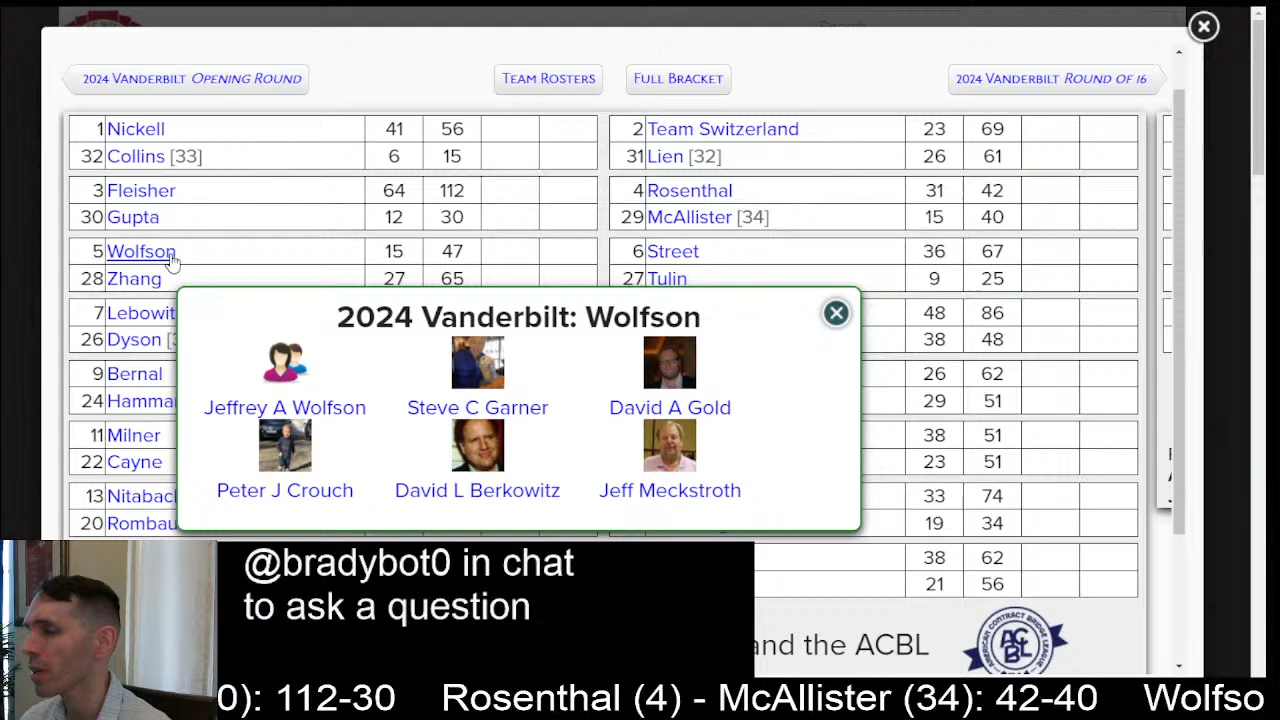 2024 VANDERBILT OPENING ROUND TEAM ROSTERS FULL BRACKET 2024 VANDERBILT ROUND OF 16
1 Nickell 41 56 2 Team Switzerland 23 69
32 Collins [33] 6 15 31 Lien [32] 26 61
3 Fleisher 64 112 4 Rosenthal 31 42
30 Gupta 12 30 29 McAllister [34] 15 40
5 Wolfson 15 47 6 Street 36 67
28 Zhang 27 65 27 Tulin 9 25
7 Lebowit 48 86
26 Dyson [3 38 48
9 Bernal 26 62
24 Hamma 29 51
11 Milner 38 51
22 Cayne 23 51
13 Nitaba 33 74
20 Rombau 19 34
38 62
21 56
2024 Vanderbilt: Wolfson
Jeffrey A Wolfson Steve C Garner David A Gold
Peter J Crouch David L Berkowitz Jeff Meckstroth
@bradybot0 in chat
to ask a question
and the ACBL
AMERICAN CONTRACT BRIDGE LEAGUE
ACBL
0): 112-30 Rosenthal (4) - McAllister (34): 42-40 Wolfso